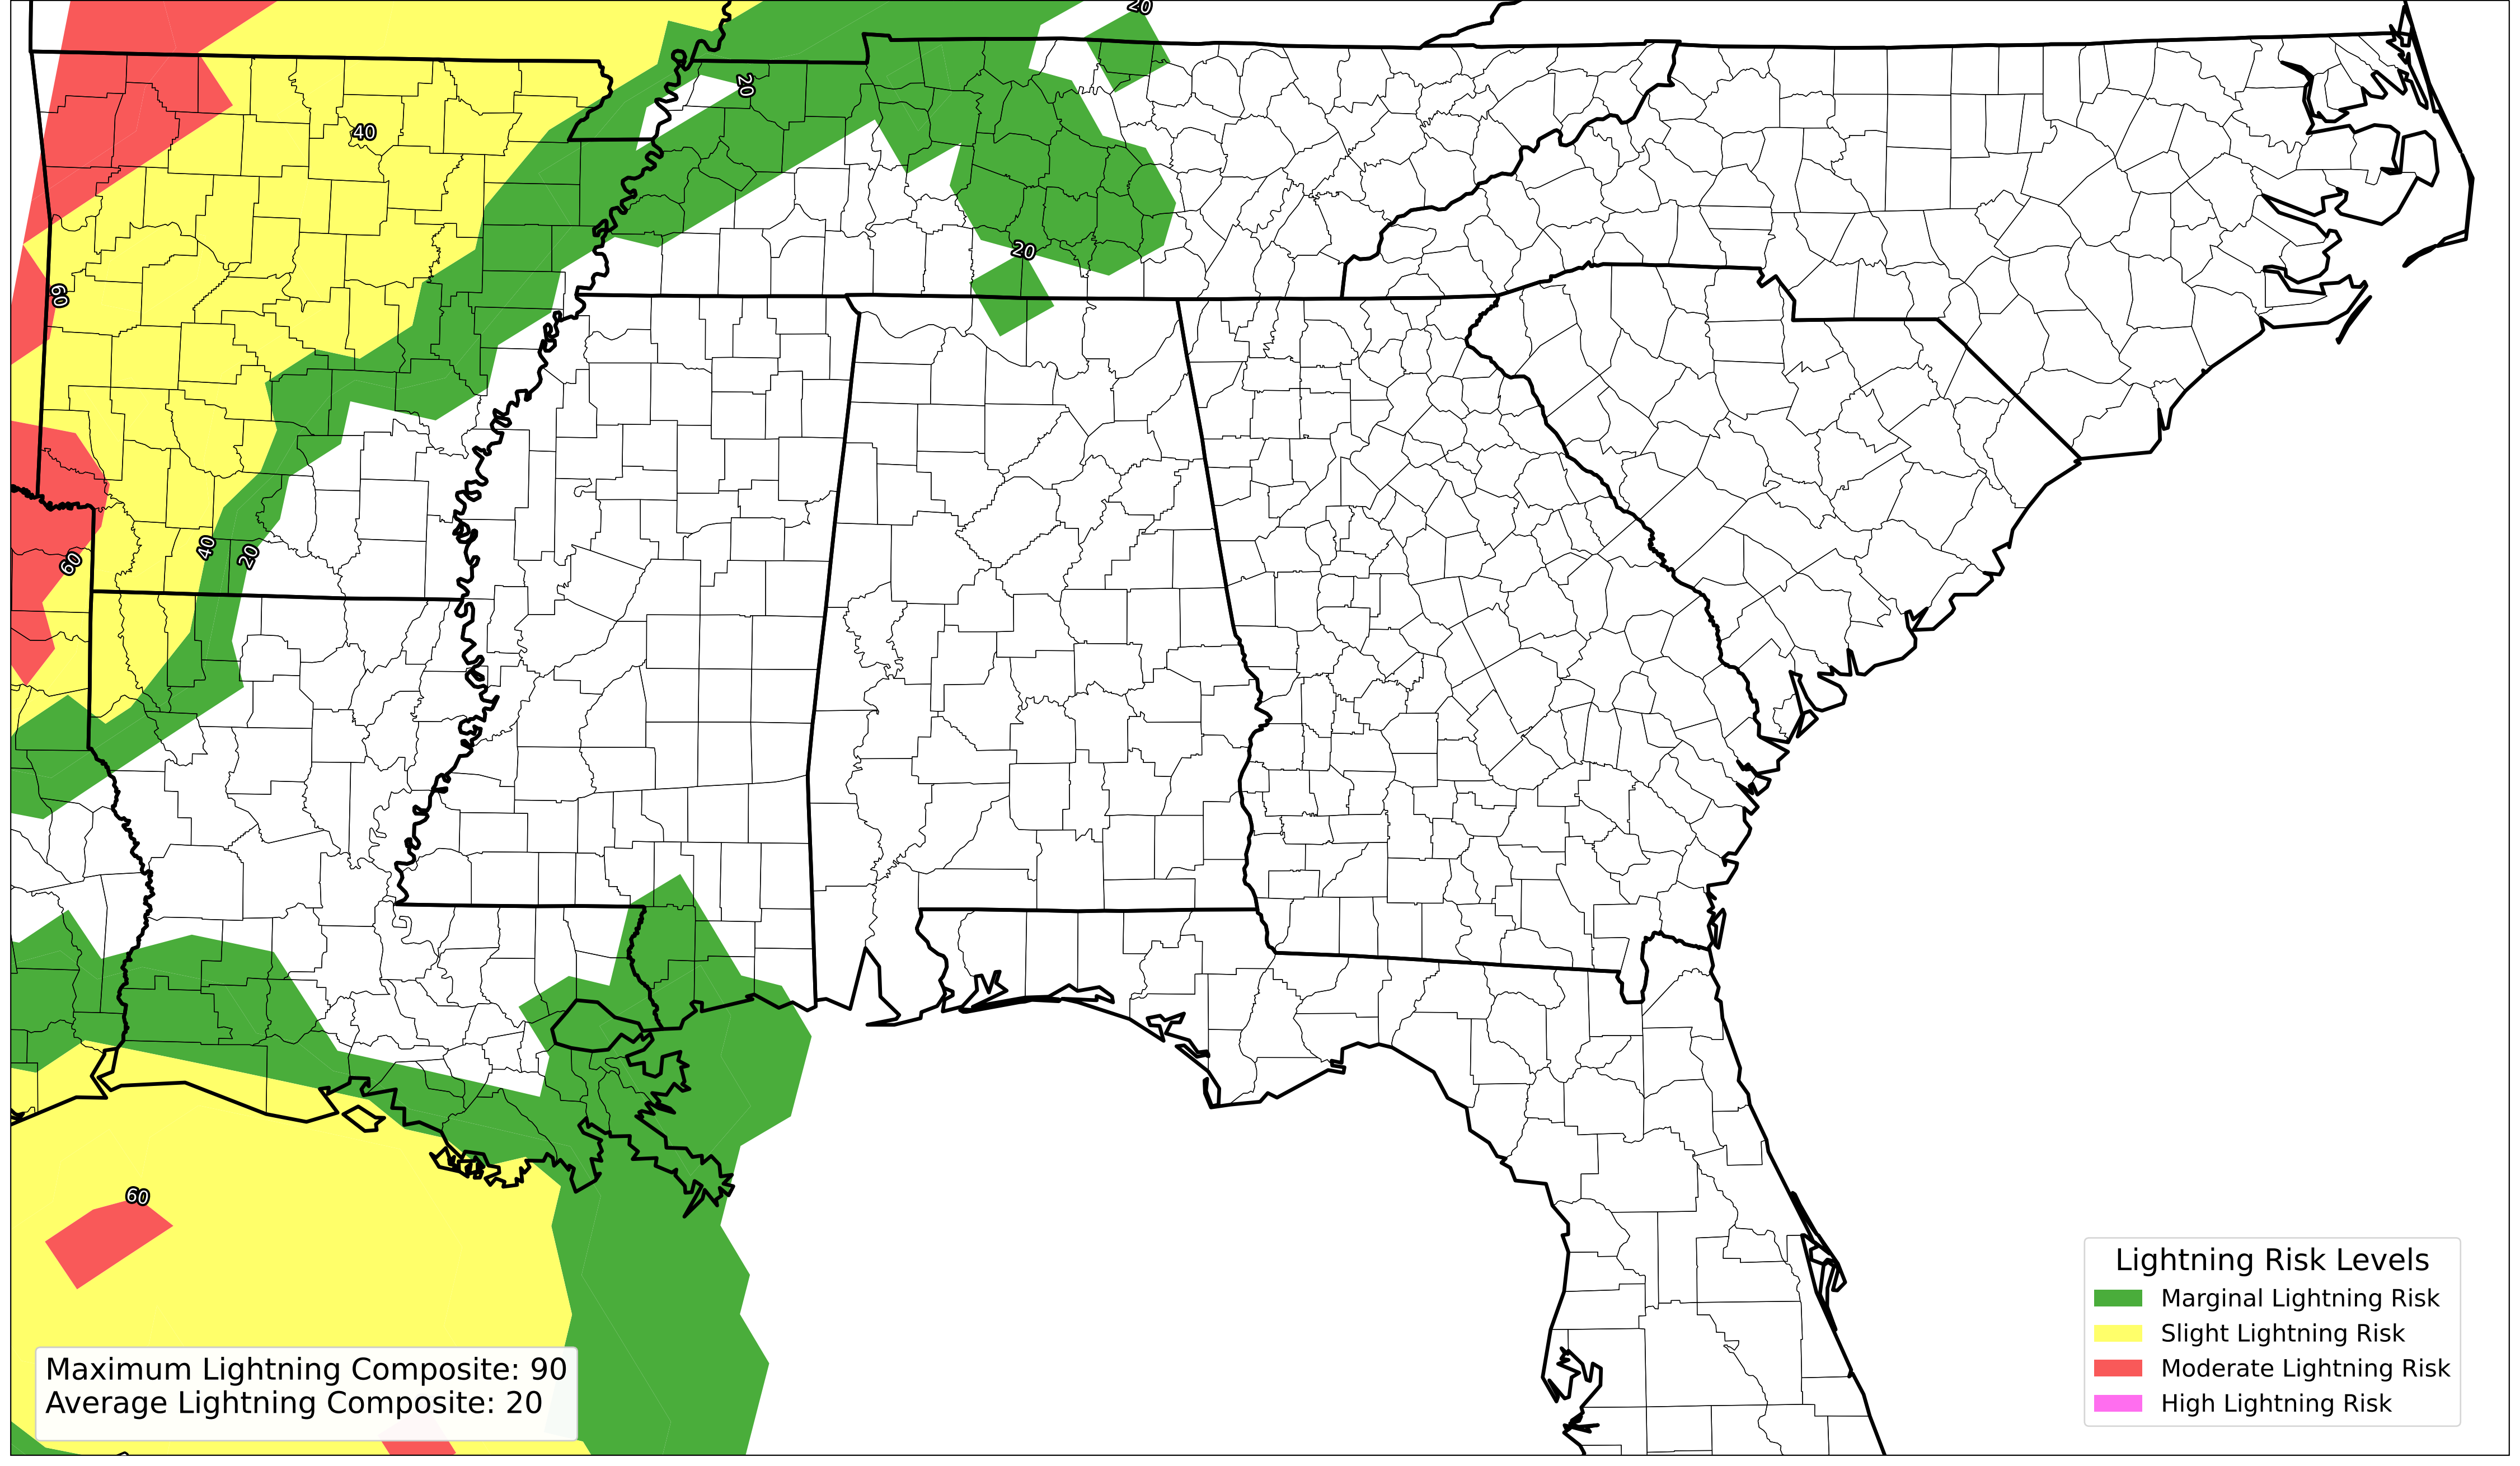 20
20
40
20
60
40
20
60
60
Lightning Risk Levels
Marginal Lightning Risk
Slight Lightning Risk
Moderate Lightning Risk
High Lightning Risk
Maximum Lightning Composite: 90
Average Lightning Composite: 20